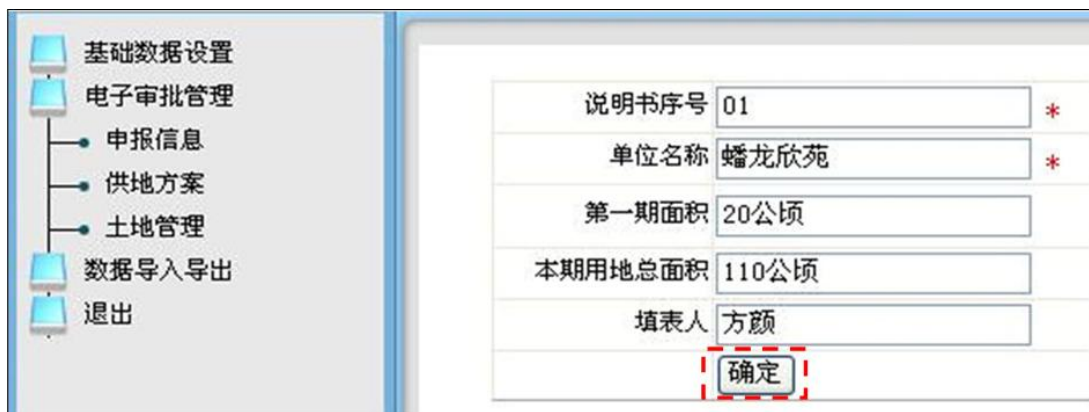 基础数据设置
电子审批管理
申报信息
供地方案
土地管理
数据导入导出
退出
说明书序号 01 *
单位名称 蟠龙欣苑 *
第一期面积 20公顷
本期用地总面积 110公顷
填表人 方颜
确定